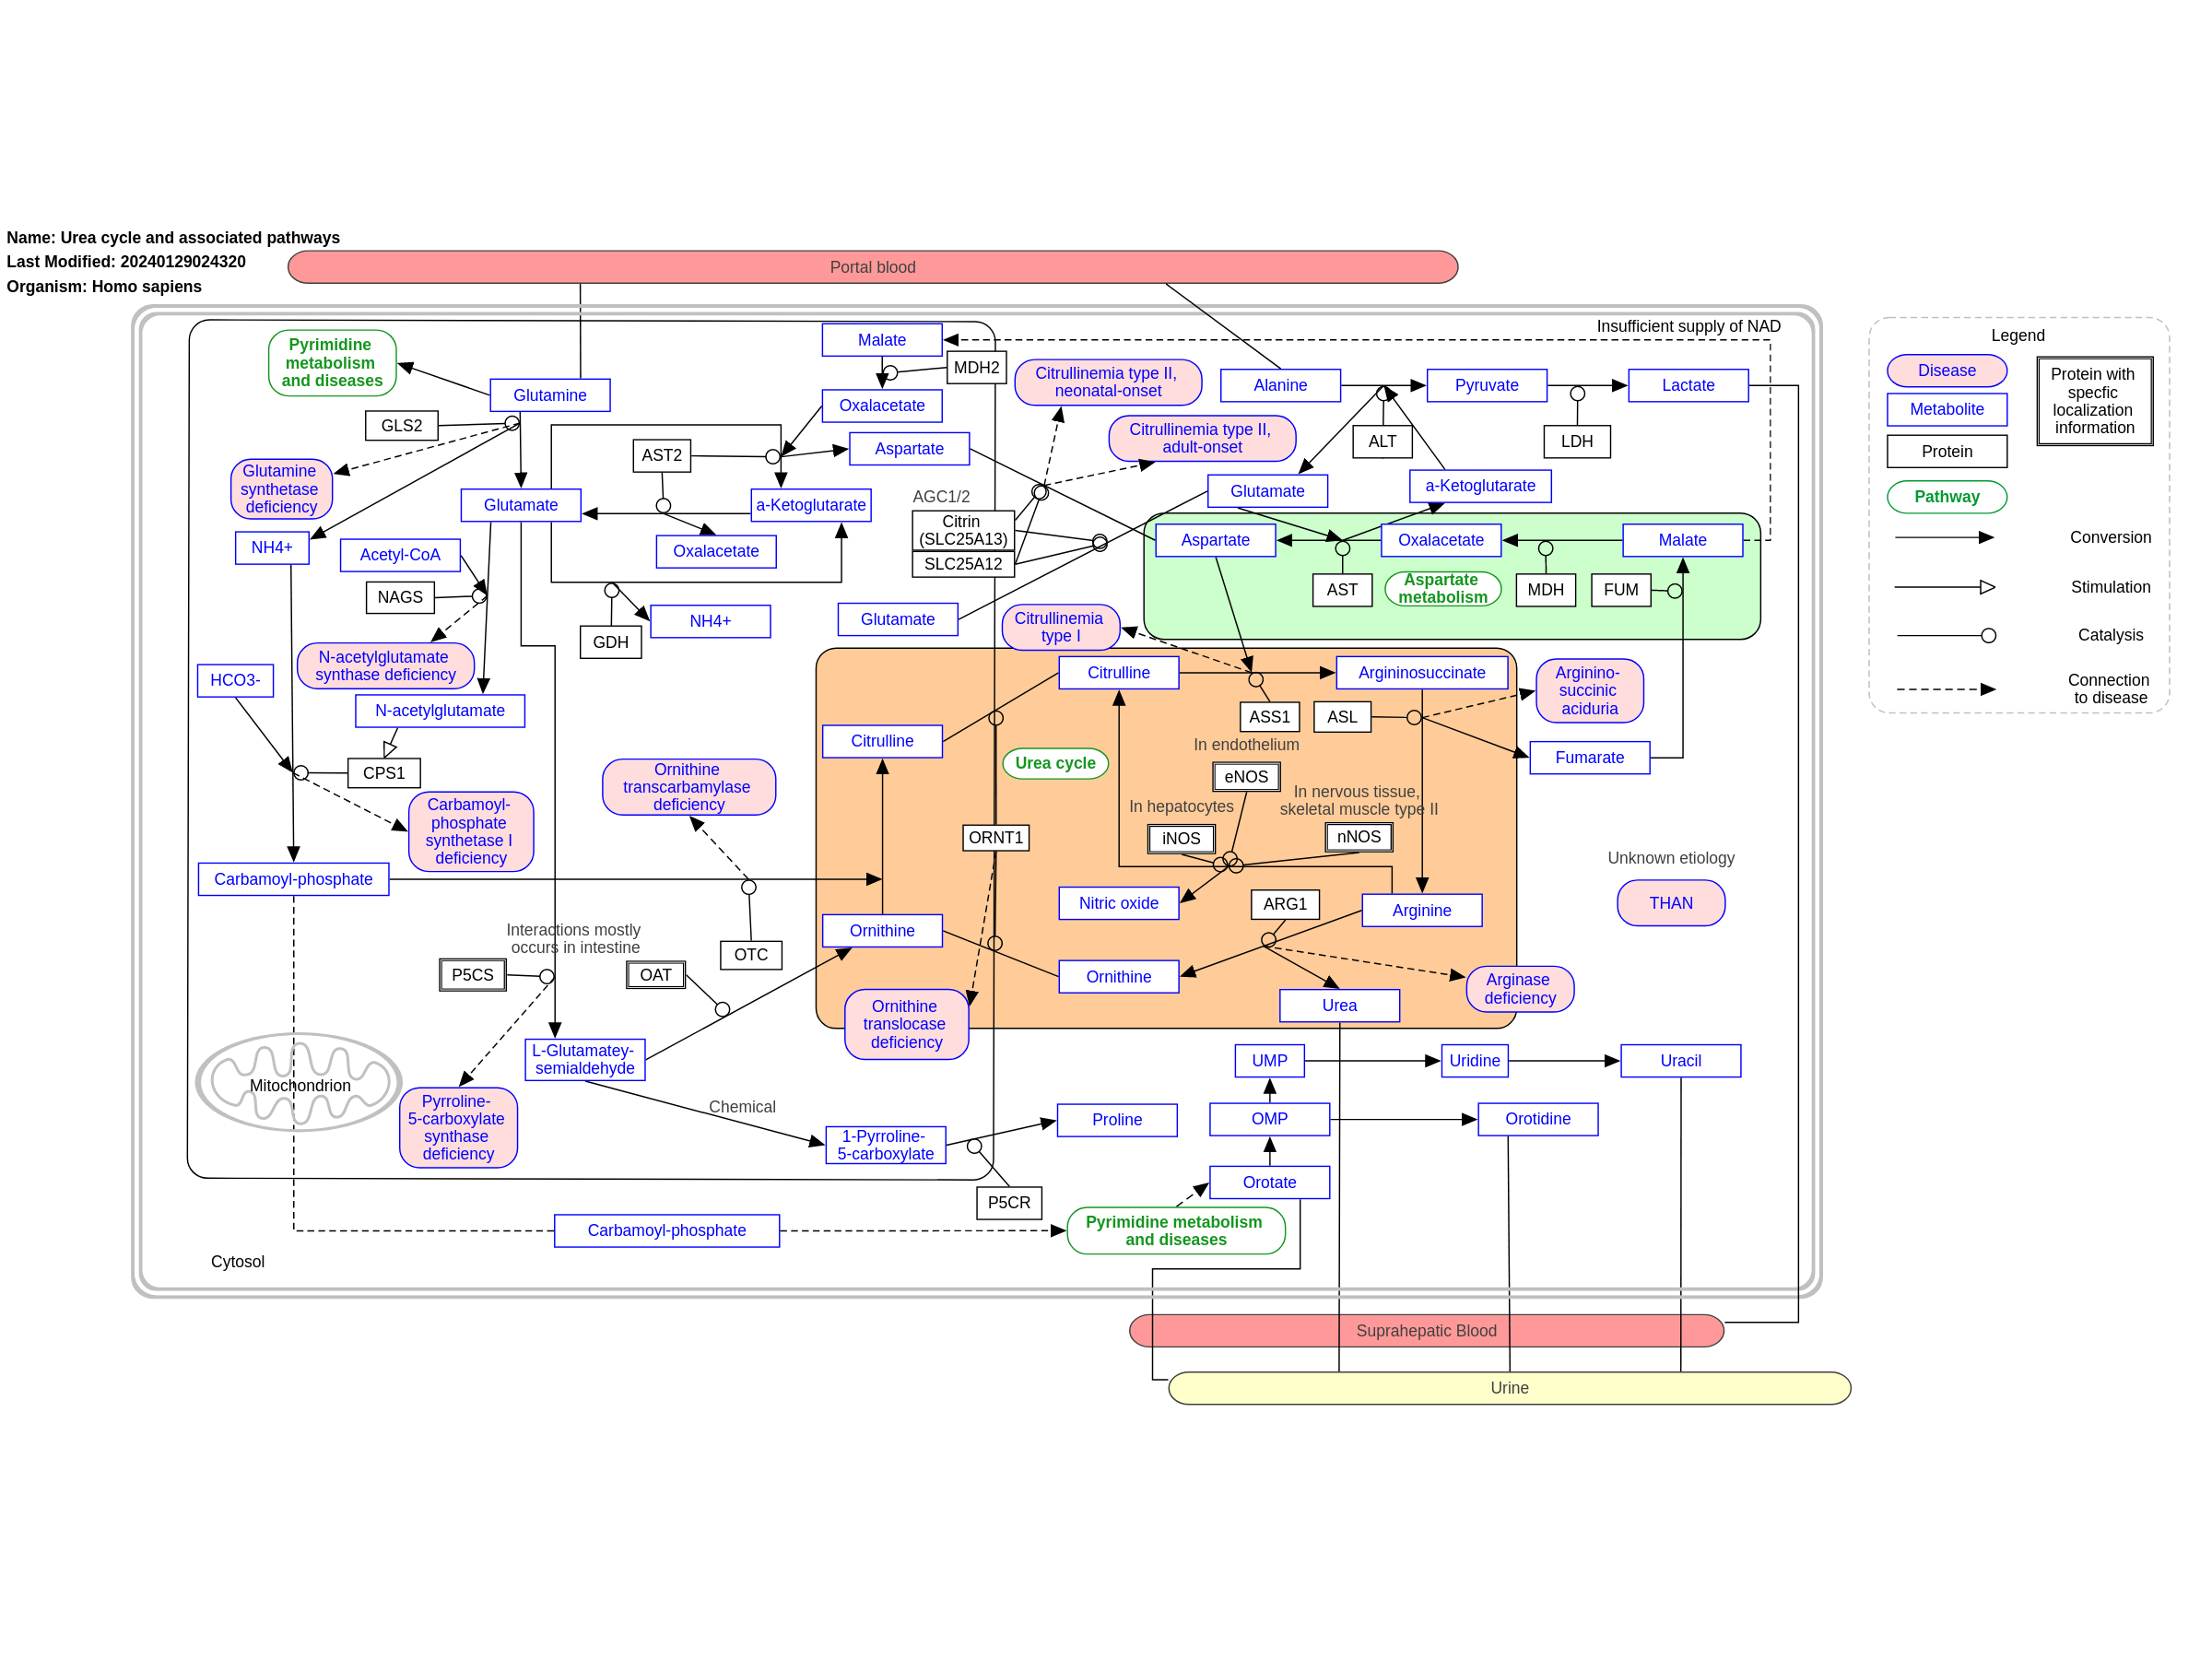 Name: Urea cycle and associated pathways
Last Modified: 20240129024320
Organism: Homo sapiens
Portal blood
Insufficient supply of NAD
Pyrimidine
metabolism
and diseases
Glutamine
GLS2
Glutamine
synthetase
deficiency
NH4+
Acetyl-CoA
NAGS
Glutamate
AST2
Malate
MDH2
Oxalacetate
Aspartate
a-Ketoglutarate
Oxalacetate
GDH
NH4+
Glutamate
AGC1/2
Citrin
(SLC25A13)
SLC25A12
Citrullinemia type II,
neonatal-onset
Citrullinemia type II,
adult-onset
Alanine
Pyruvate
Lactate
ALT
LDH
Glutamate
a-Ketoglutarate
Aspartate
Oxalacetate
Malate
AST
Aspartate
metabolism
MDH
FUM
Citrullinemia
type I
N-acetylglutamate
synthase deficiency
HCO3-
N-acetylglutamate
CPS1
Carbamoyl-
phosphate
synthetase I
deficiency
Carbamoyl-phosphate
Ornithine
transcarbamylase
deficiency
Citrulline
Citrulline
Argininosuccinate
ASS1
ASL
Arginino-
succinic
aciduria
Fumarate
Urea cycle
In endothelium
eNOS
In hepatocytes
iNOS
In nervous tissue,
skeletal muscle type II
nNOS
ORNT1
Nitric oxide
ARG1
Arginine
Ornithine
Ornithine
Urea
Arginase
deficiency
Unknown etiology
THAN
Interactions mostly
occurs in intestine
P5CS
OAT
OTC
Ornithine
translocase
deficiency
L-Glutamatey-
semialdehyde
Mitochondrion
Pyrroline-
5-carboxylate
synthase
deficiency
Chemical
1-Pyrroline-
5-carboxylate
Proline
P5CR
UMP
Uridine
Uracil
OMP
Orotidine
Orotate
Pyrimidine metabolism
and diseases
Carbamoyl-phosphate
Cytosol
Suprahepatic Blood
Urine
Legend
Disease
Metabolite
Protein
Pathway
Protein with
specfic
localization
information
Conversion
Stimulation
Catalysis
Connection
to disease